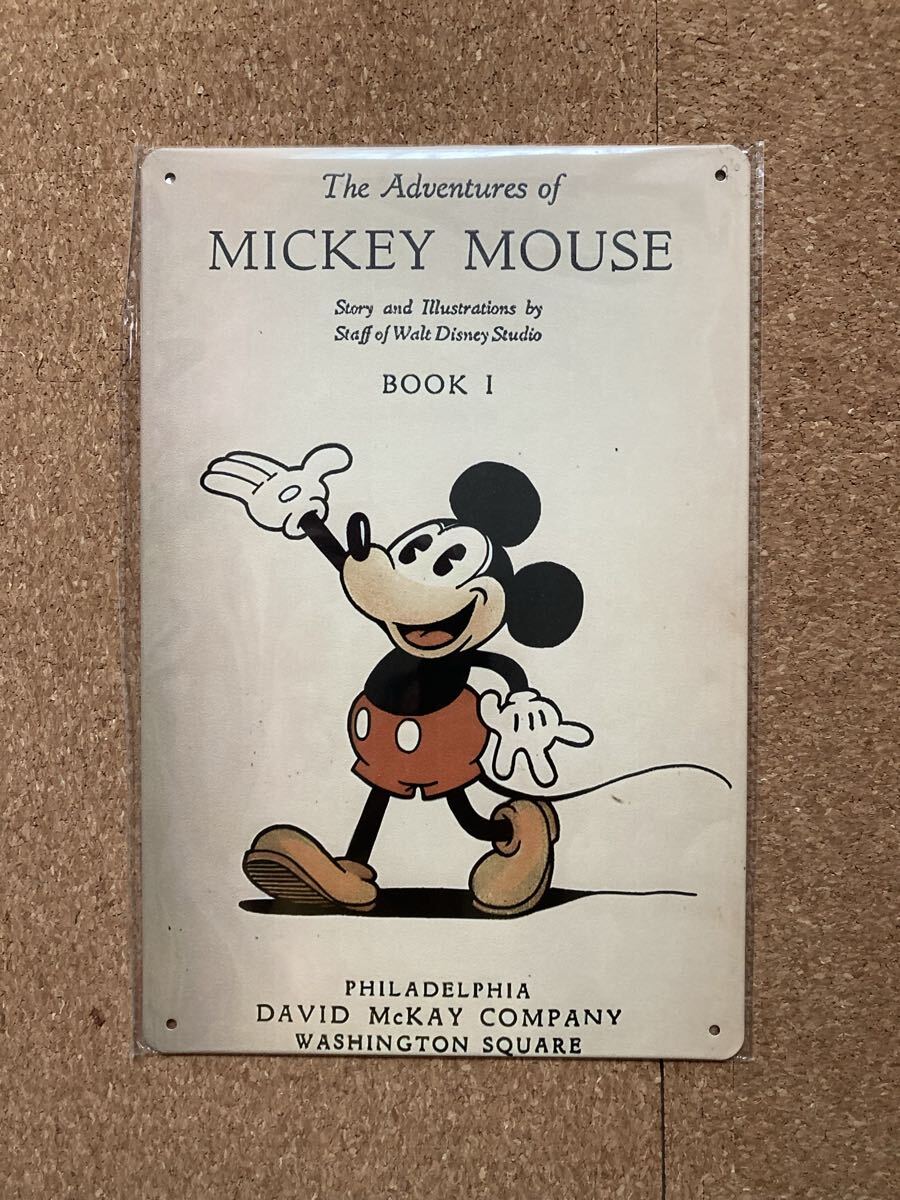 The Adventures of
MICKEY MOUSE
Story and Illustrations by
Staff of Walt Disney Studio
BOOK I
PHILADELPHIA
DAVID McKAY COMPANY
WASHINGTON SQUARE